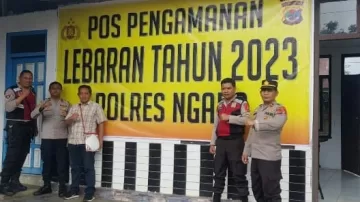 POS PENGAMANAN
LEBARAN TAHUN 2023
POLRES NGA